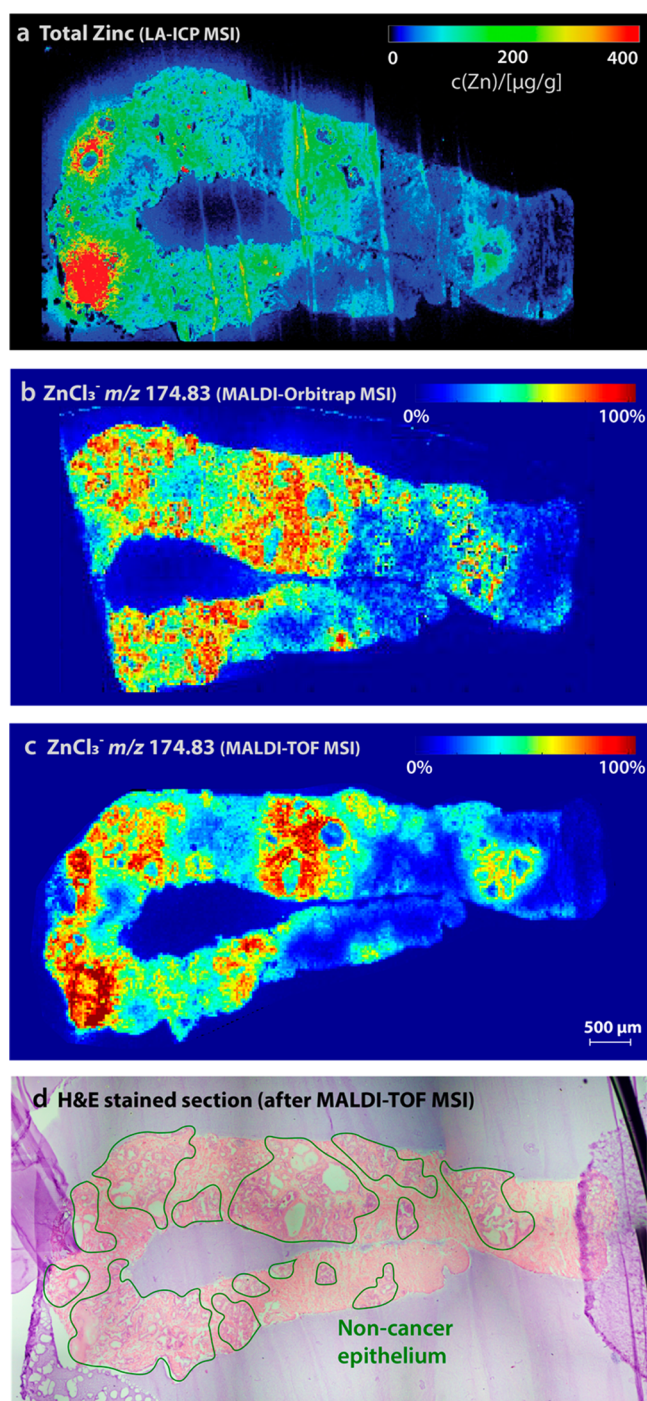 a Total Zinc (LA-ICP MSI)
0 200 400
c(Zn)/[µg/g]
b ZnCl₃⁻ m/z 174.83 (MALDI-Orbitrap MSI)
0% 100%
c ZnCl₃⁻ m/z 174.83 (MALDI-TOF MSI)
0% 100%
500 µm
d H&E stained section (after MALDI-TOF MSI)
Non-cancer
epithelium